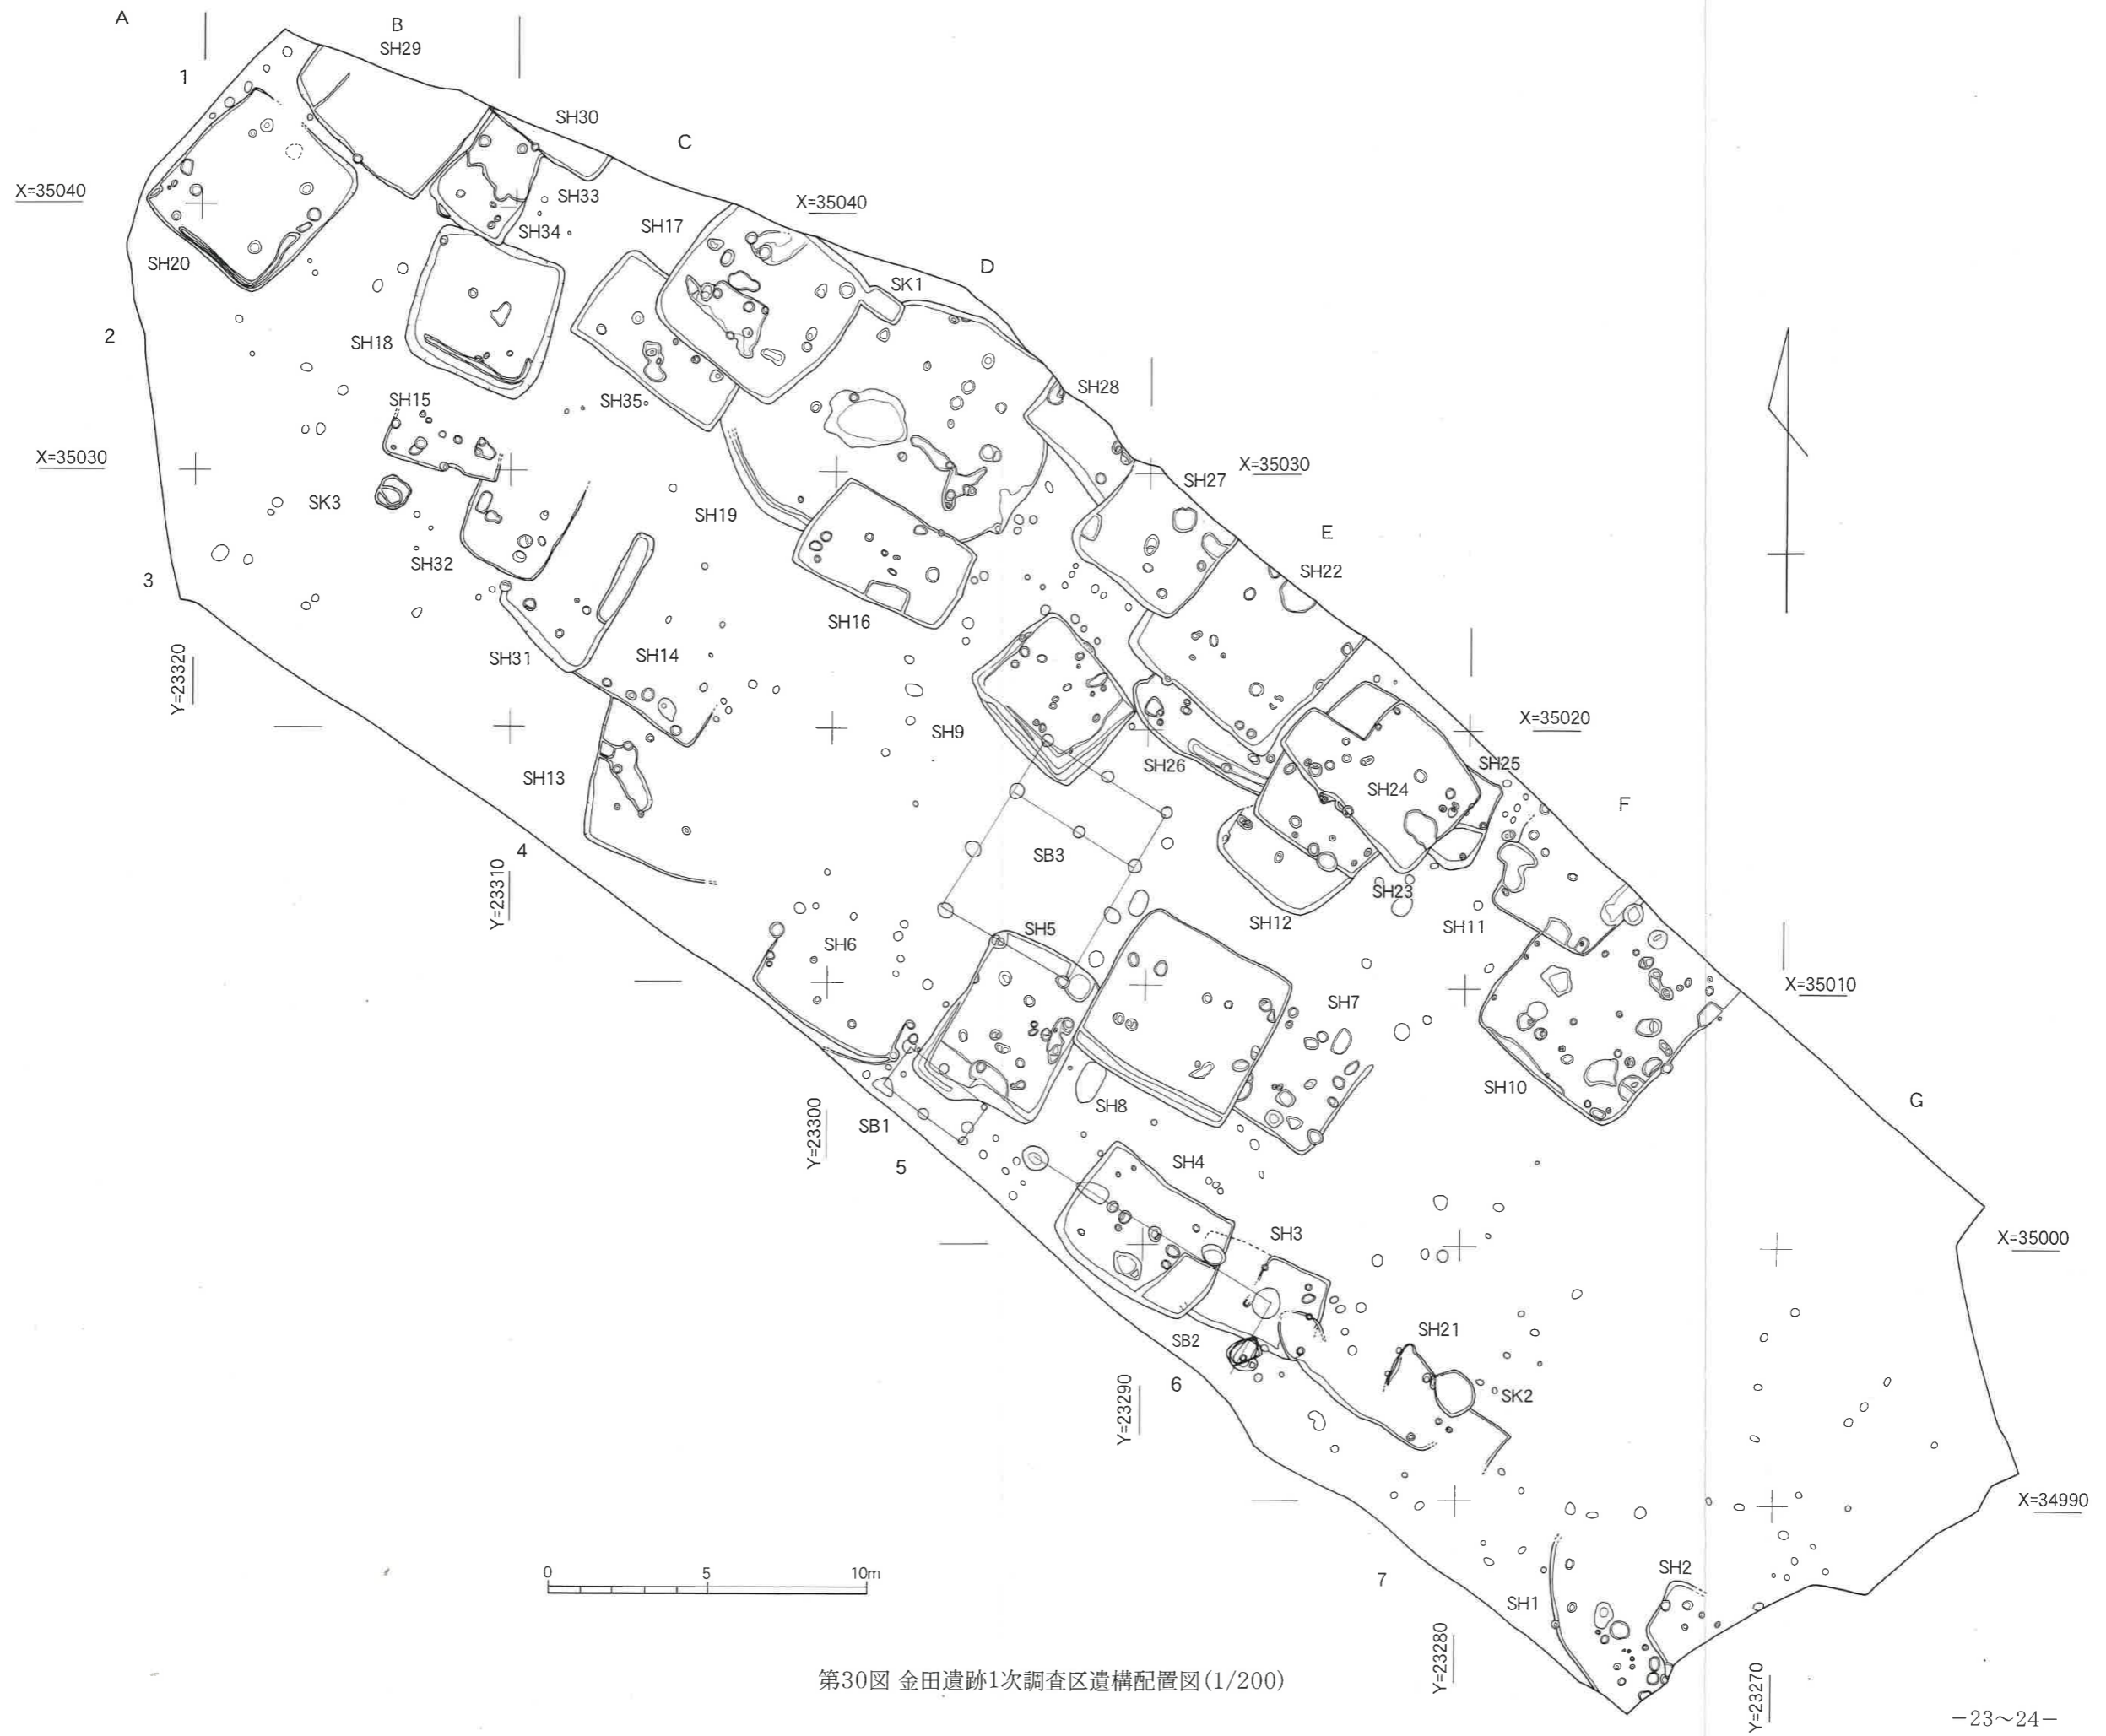 A
B
SH29
1
SH30
C
X=35040
X=35040
SH33
SH17
SH34
SH20
D
SK1
2
SH18
SH28
SH15
SH35
X=35030
X=35030
SH27
SK3
SH19
E
SH32
SH22
3
SH16
SH31
SH14
Y=23320
X=35020
SH9
SH26
SH25
SH13
SH24
F
4
SB3
Y=23310
SH23
SH12
SH11
SH5
SH6
X=35010
SH7
SH10
SH8
G
Y=23300
SB1
5
SH4
SH3
X=35000
SH21
SB2
6
SK2
Y=23290
X=34990
0 5 10m
7
SH2
SH1
Y=23280
Y=23270
第30図 金田遺跡1次調査区遺構配置図(1/200)
-23～24-